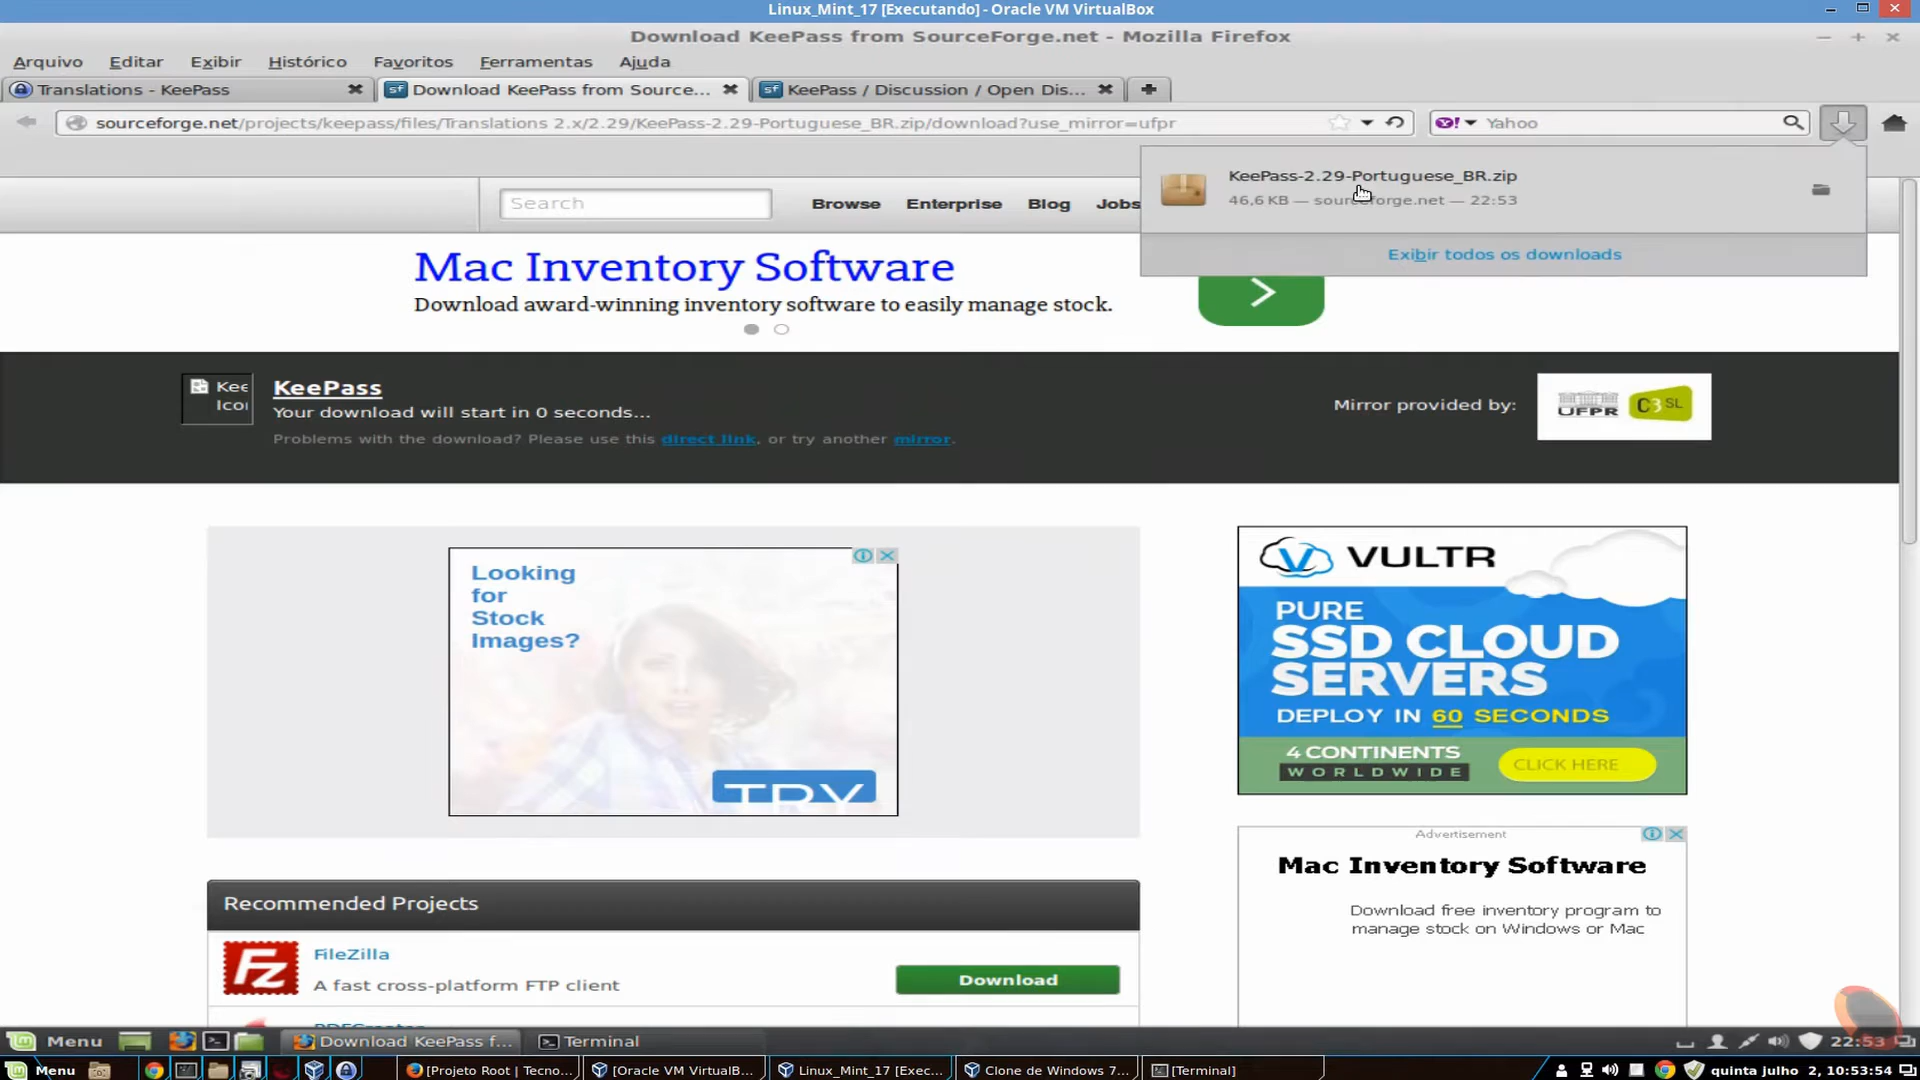 Linux_Mint_17 [Executando] - Oracle VM VirtualBox
Download KeePass from SourceForge.net - Mozilla Firefox
Arquivo Editar Exibir Histórico Favoritos Ferramentas Ajuda
Translations - KeePass
Download KeePass from Source...
KeePass / Discussion / Open Dis...
sourceforge.net/projects/keepass/files/Translations 2.x/2.29/KeePass-2.29-Portuguese_BR.zip/download?use_mirror=ufpr
Yahoo
KeePass-2.29-Portuguese_BR.zip
46,6 KB — sourceforge.net — 22:53
Exibir todos os downloads
Search
Browse Enterprise Blog Jobs
Mac Inventory Software
Download award-winning inventory software to easily manage stock.
KeePass
Your download will start in 0 seconds...
Problems with the download? Please use this direct link, or try another mirror.
Mirror provided by:
UFPR C3SL
Looking
for
Stock
Images?
TRY
VULTR
PURE
SSD CLOUD
SERVERS
DEPLOY IN 60 SECONDS
4 CONTINENTS
WORLDWIDE
CLICK HERE
Advertisement
Mac Inventory Software
Download free inventory program to
manage stock on Windows or Mac
Recommended Projects
FileZilla
A fast cross-platform FTP client
Download
Menu
Download KeePass f...
Terminal
22:53
Menu
[Projeto Root | Tecno...
[Oracle VM VirtualB...
Linux_Mint_17 [Exec...
Clone de Windows 7...
[Terminal]
quinta julho 2, 10:53:54